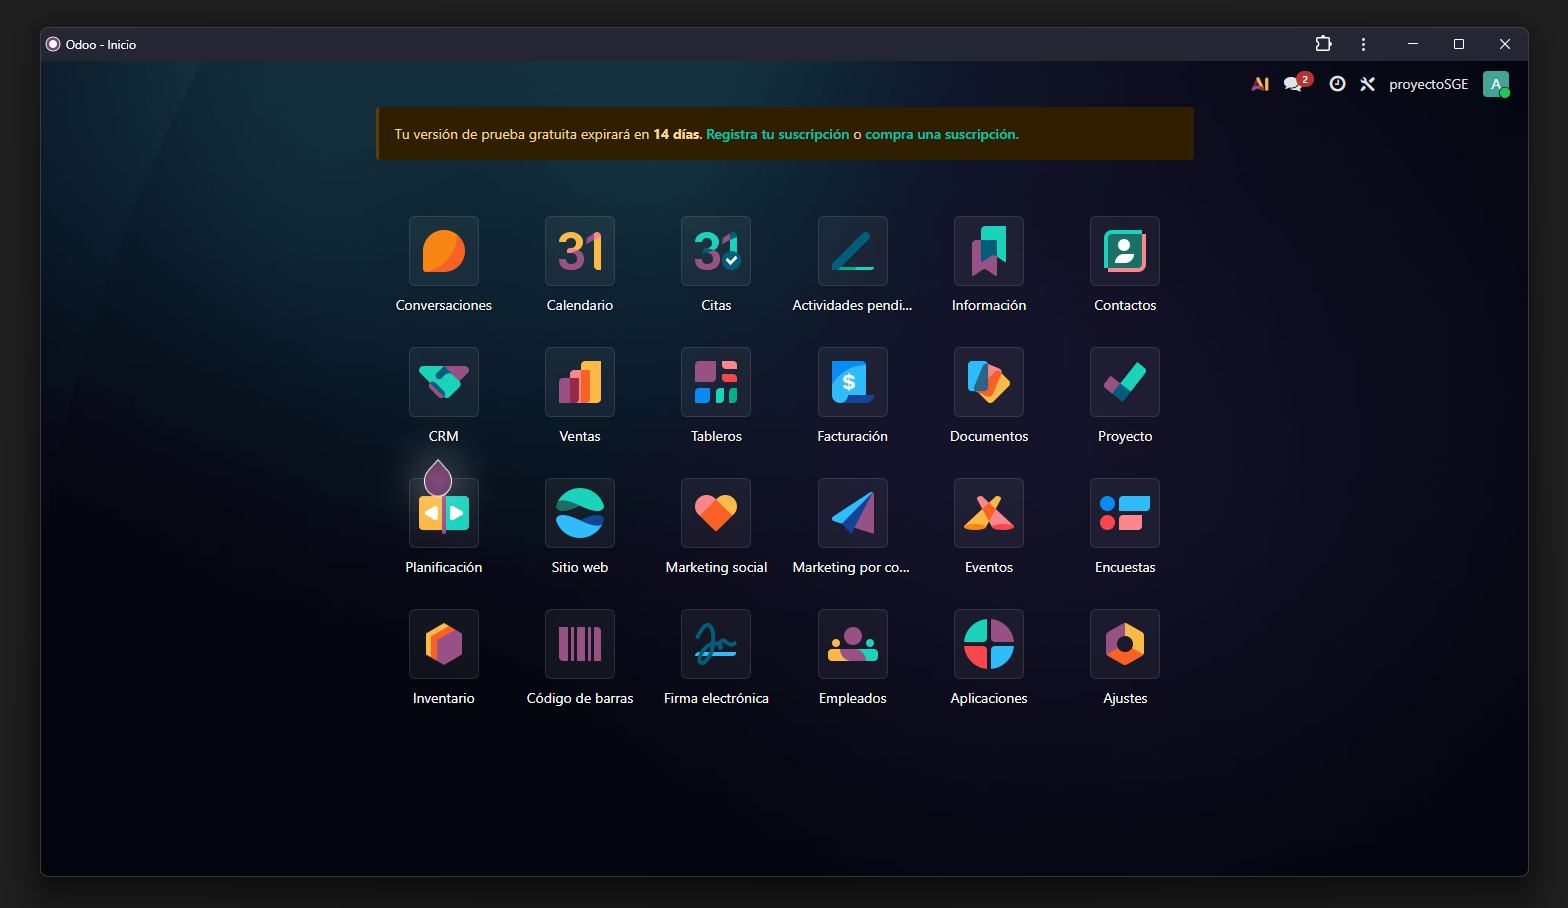 Odoo - Inicio
AI
2
proyectoSGE
A
Tu versión de prueba gratuita expirará en 14 días. Registra tu suscripción o compra una suscripción.
31
31
Conversaciones
Calendario
Citas
Actividades pendi...
Información
Contactos
$
CRM
Ventas
Tableros
Facturación
Documentos
Proyecto
Planificación
Sitio web
Marketing social
Marketing por co...
Eventos
Encuestas
Inventario
Código de barras
Firma electrónica
Empleados
Aplicaciones
Ajustes